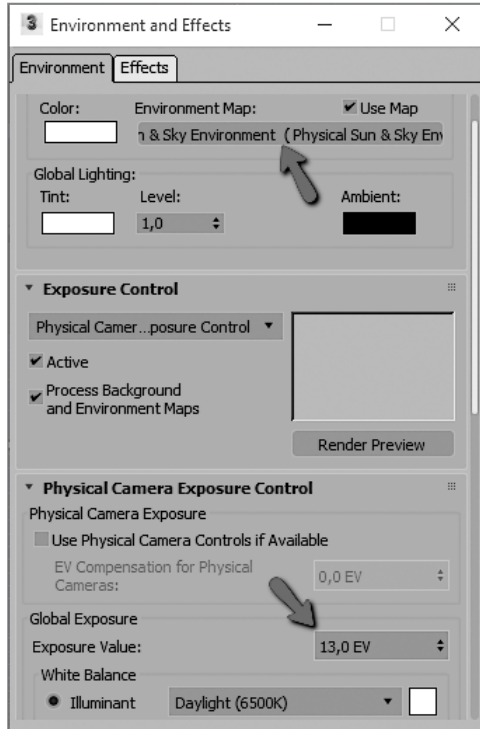 3 Environment and Effects
Environment Effects
Color: Environment Map: Use Map
n & Sky Environment ( Physical Sun & Sky Env
Global Lighting:
Tint: Level: Ambient:
1,0
Exposure Control
Physical Camer...posure Control
Active
Process Background
and Environment Maps
Render Preview
Physical Camera Exposure Control
Physical Camera Exposure
Use Physical Camera Controls if Available
EV Compensation for Physical
Cameras:
0,0 EV
Global Exposure
Exposure Value: 13,0 EV
White Balance
Illuminant Daylight (6500K)